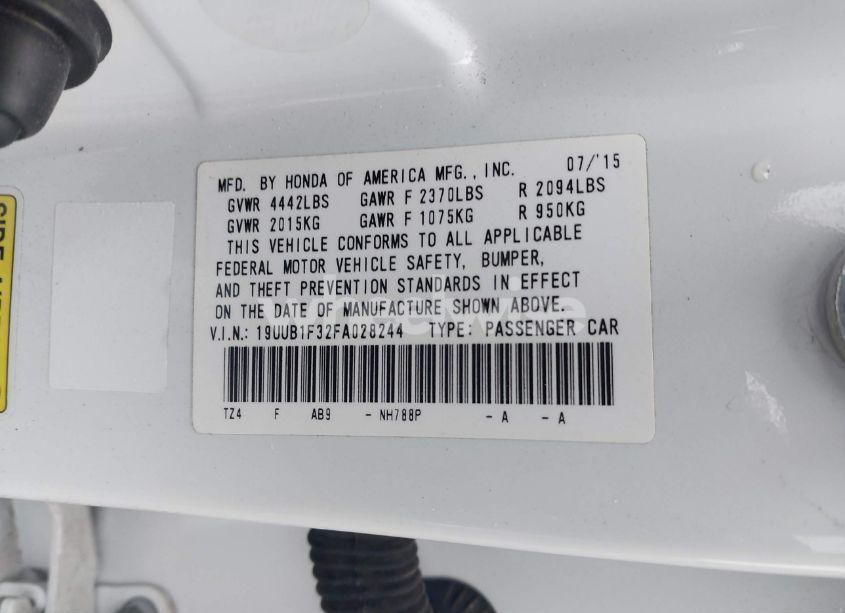 MFD. BY HONDA OF AMERICA MFG., INC. 07/'15
GVWR 4442LBS GAWR F 2370LBS R 2094LBS
GVWR 2015KG GAWR F 1075KG R 950KG
THIS VEHICLE CONFORMS TO ALL APPLICABLE
FEDERAL MOTOR VEHICLE SAFETY, BUMPER,
AND THEFT PREVENTION STANDARDS IN EFFECT
ON THE DATE OF MANUFACTURE SHOWN ABOVE.
V.I.N.: 19UUB1F32FA028244 TYPE: PASSENGER CAR
TZ4 F AB9 - NH788P - A - A
SIDE